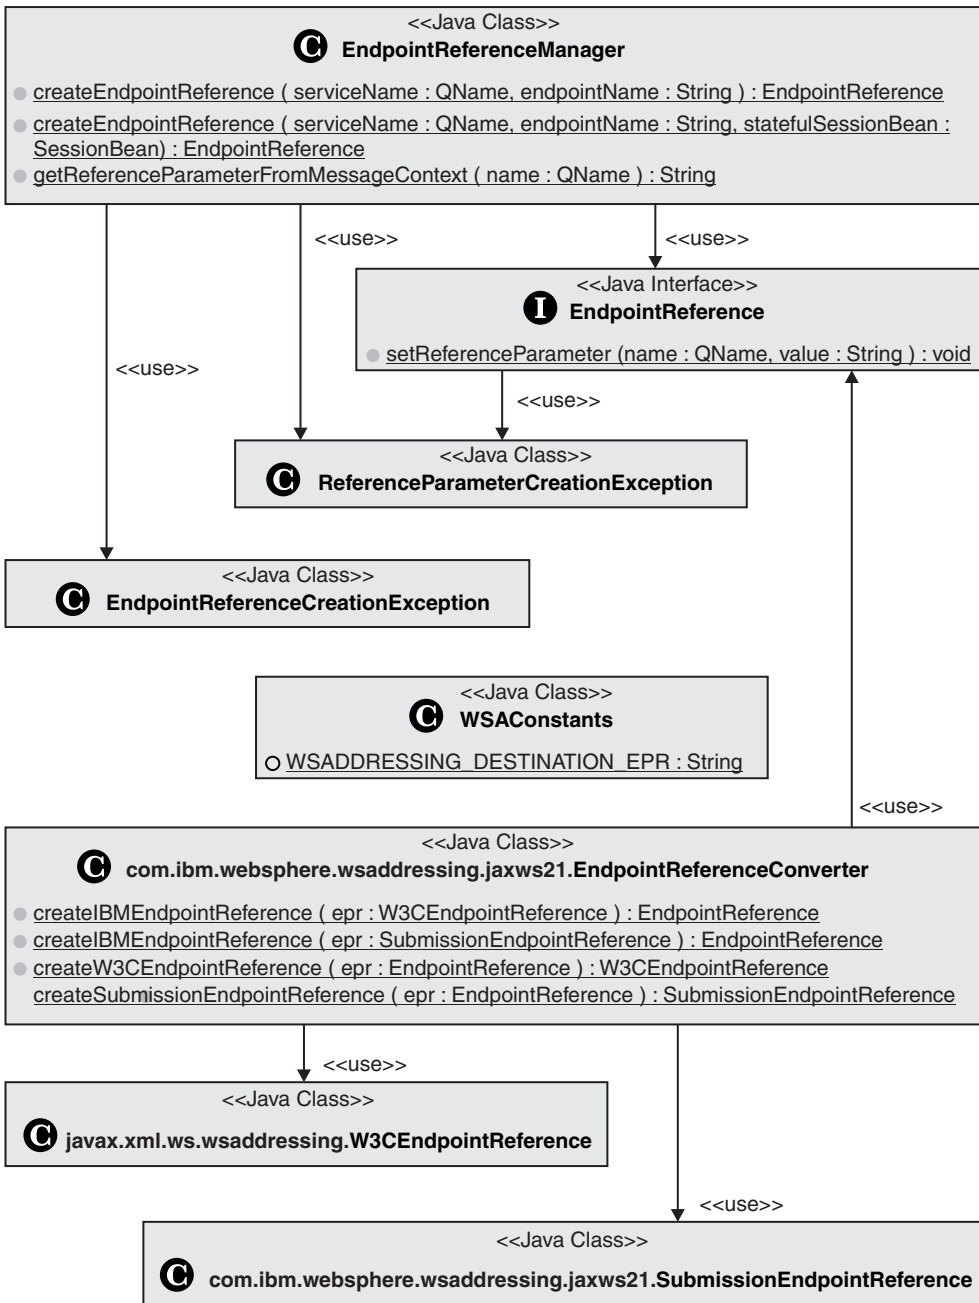 <<Java Class>>
C EndpointReferenceManager
createEndpointReference ( serviceName : QName, endpointName : String ) : EndpointReference
createEndpointReference ( serviceName : QName, endpointName : String, statefulSessionBean :
SessionBean) : EndpointReference
getReferenceParameterFromMessageContext ( name : QName ) : String
<<use>>
<<use>>
<<Java Interface>>
I EndpointReference
setReferenceParameter (name : QName, value : String ) : void
<<use>>
<<use>>
<<Java Class>>
C ReferenceParameterCreationException
<<Java Class>>
C EndpointReferenceCreationException
<<Java Class>>
C WSAConstants
WSADDRESSING_DESTINATION_EPR : String
<<use>>
<<Java Class>>
C com.ibm.websphere.wsaddressing.jaxws21.EndpointReferenceConverter
createIBMEndpointReference ( epr : W3CEndpointReference ) : EndpointReference
createIBMEndpointReference ( epr : SubmissionEndpointReference ) : EndpointReference
createW3CEndpointReference ( epr : EndpointReference ) : W3CEndpointReference
createSubmissionEndpointReference ( epr : EndpointReference ) : SubmissionEndpointReference
<<use>>
<<Java Class>>
C javax.xml.ws.wsaddressing.W3CEndpointReference
<<use>>
<<Java Class>>
C com.ibm.websphere.wsaddressing.jaxws21.SubmissionEndpointReference